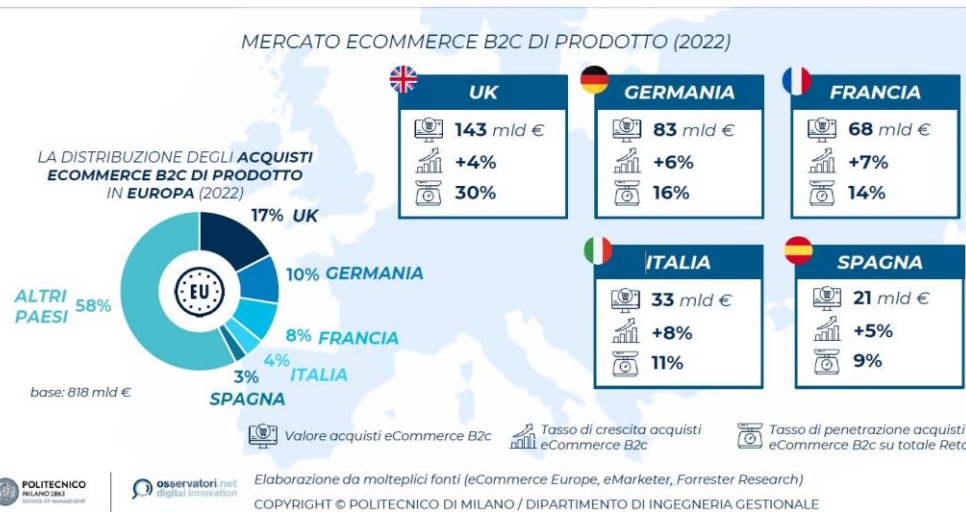 MERCATO ECOMMERCE B2C DI PRODOTTO (2022)
LA DISTRIBUZIONE DEGLI ACQUISTI
ECOMMERCE B2C DI PRODOTTO
IN EUROPA (2022)
17% UK
10% GERMANIA
8% FRANCIA
4% ITALIA
3% SPAGNA
ALTRI PAESI 58%
EU
base: 818 mld €
UK
143 mld €
+4%
30%
GERMANIA
83 mld €
+6%
16%
FRANCIA
68 mld €
+7%
14%
ITALIA
33 mld €
+8%
11%
SPAGNA
21 mld €
+5%
9%
Valore acquisti eCommerce B2c
Tasso di crescita acquisti
eCommerce B2c
Tasso di penetrazione acquisti
eCommerce B2c su totale
POLITECNICO
MILANO 1863
SCHOOL OF MANAGEMENT
osservatori.net
digital innovation
Elaborazione da molteplici fonti (eCommerce Europe, eMarketer, Forrester Research)
COPYRIGHT © POLITECNICO DI MILANO / DIPARTIMENTO DI INGEGNERIA GESTIONALE